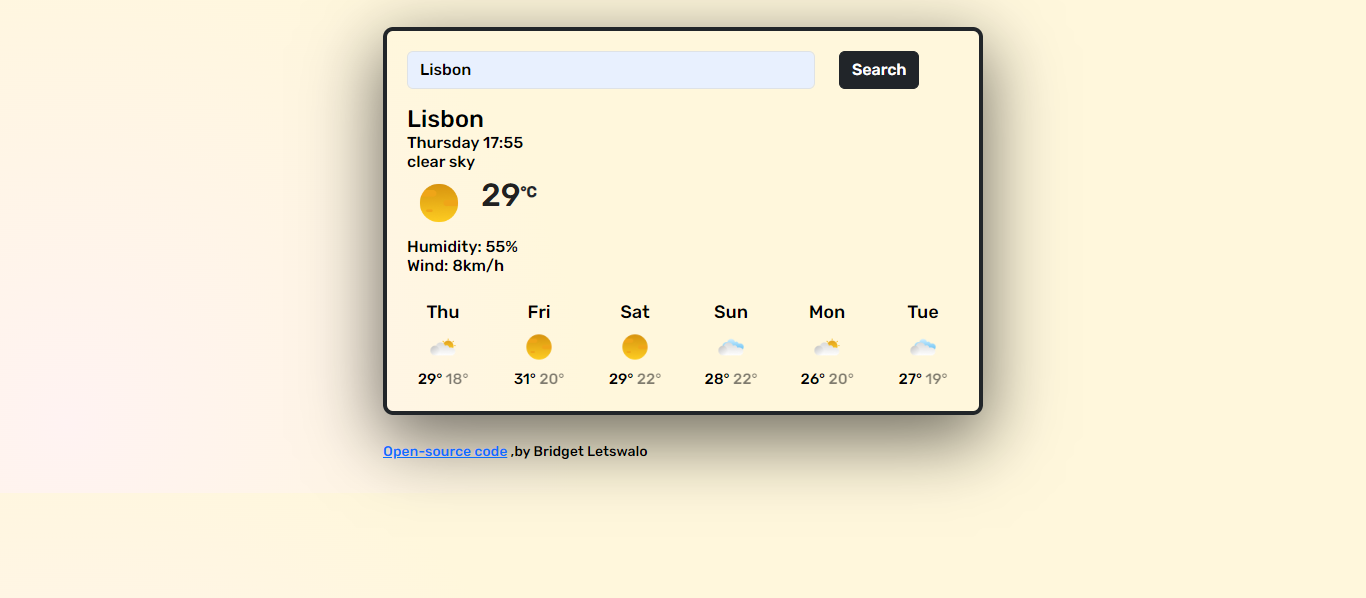 Lisbon Search
Lisbon
Thursday 17:55
clear sky
29°C
Humidity: 55%
Wind: 8km/h
Thu Fri Sat Sun Mon Tue
29° 18° 31° 20° 29° 22° 28° 22° 26° 20° 27° 19°
Open-source code ,by Bridget Letswalo